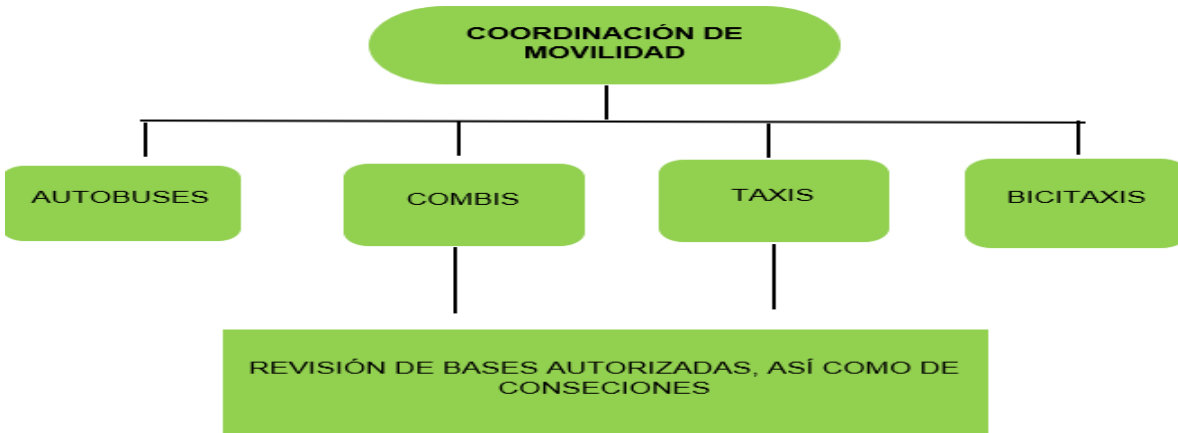 COORDINACIÓN DE
MOVILIDAD
AUTOBUSES
COMBIS
TAXIS
BICITAXIS
REVISIÓN DE BASES AUTORIZADAS, ASÍ COMO DE
CONSECIONES